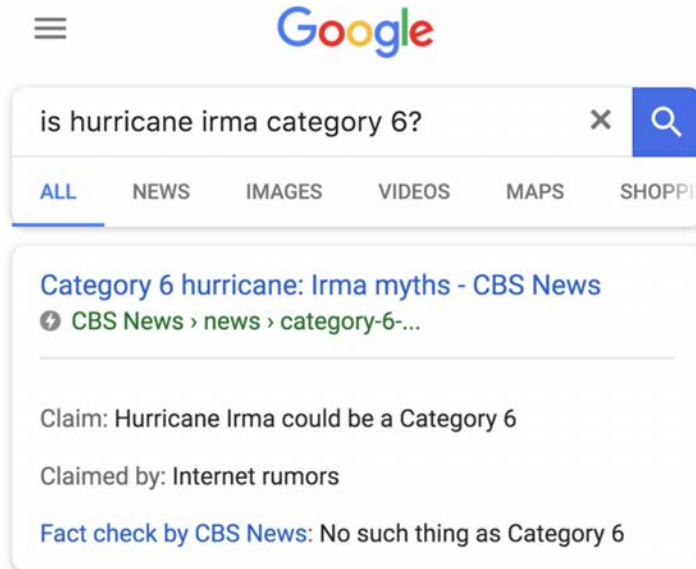 Google
is hurricane irma category 6?
ALL NEWS IMAGES VIDEOS MAPS SHOPPI
Category 6 hurricane: Irma myths - CBS News
CBS News › news › category-6-...
Claim: Hurricane Irma could be a Category 6
Claimed by: Internet rumors
Fact check by CBS News: No such thing as Category 6